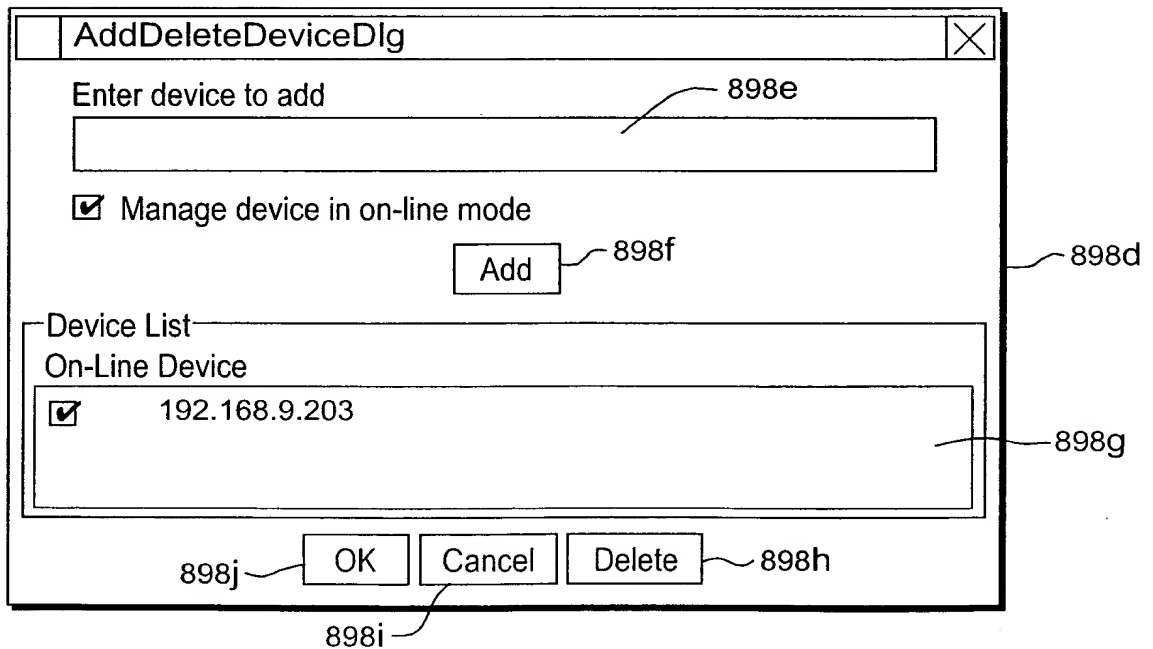 AddDeleteDeviceDlg
Enter device to add
898e
Manage device in on-line mode
Add
898f
898d
Device List
On-Line Device
192.168.9.203
898g
OK
Cancel
Delete
898j
898h
898i